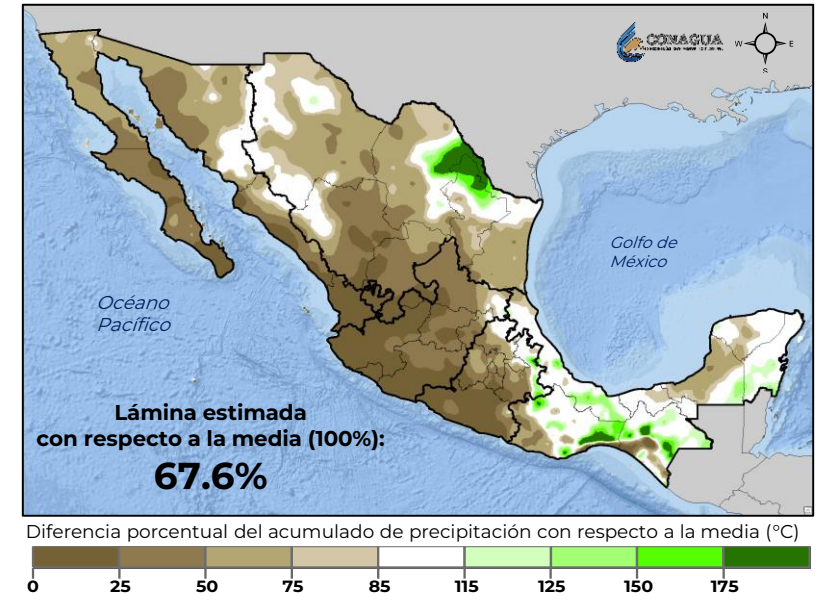 CONAGUA
N
W
E
S
Golfo de
México
Océano
Pacífico
Lámina estimada
con respecto a la media (100%):
67.6%
Diferencia porcentual del acumulado de precipitación con respecto a la media (°C)
0 25 50 75 85 115 125 150 175